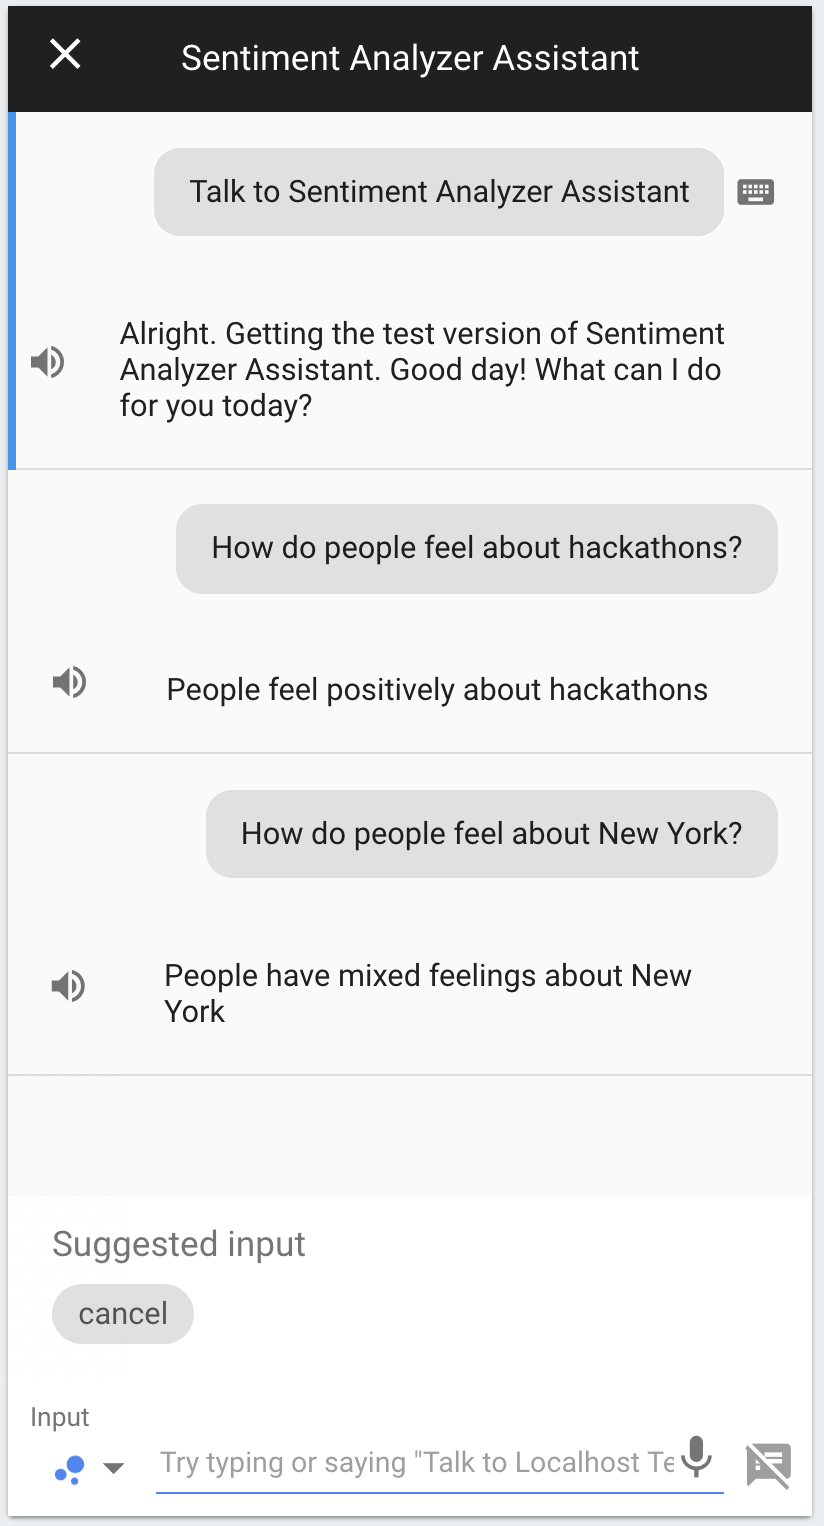 Sentiment Analyzer Assistant
Talk to Sentiment Analyzer Assistant
Alright. Getting the test version of Sentiment
Analyzer Assistant. Good day! What can I do
for you today?
How do people feel about hackathons?
People feel positively about hackathons
How do people feel about New York?
People have mixed feelings about New
York
Suggested input
cancel
Input
Try typing or saying "Talk to Localhost Te